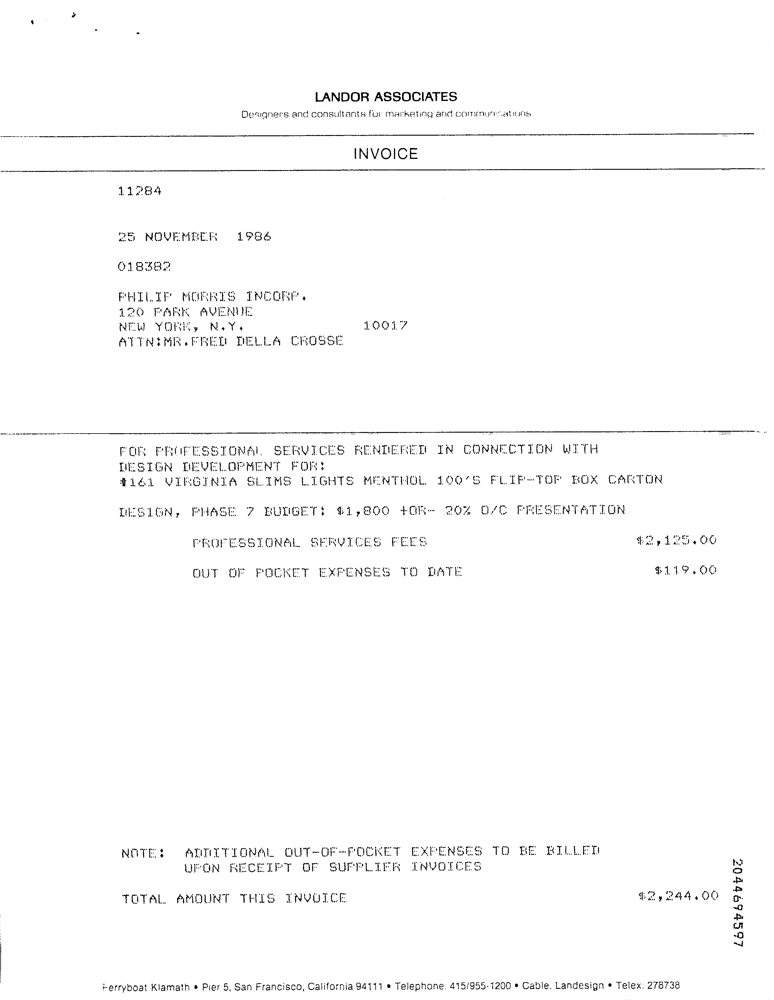 LANDOR ASSOCIATES
Designers and consultants for marketing and communications
INVOICE
11284
25 NOVEMBER 1986
018382
PHILIP MORRIS INCORP.
120 PARK AVENUE
NEW YORK, N.Y. 10017
ATTN:MR.FRED DELLA CROSSE
FOR PROFESSIONAL SERVICES RENDERED IN CONNECTION WITH
DESIGN DEVELOPMENT FOR:
#161 VIRGINIA SLIMS LIGHTS MENTHOL 100'S FLIP-TOP BOX CARTON
DESIGN, PHASE 7 BUDGET: $1,800 +OR- 20% O/C PRESENTATION
PROFESSIONAL SERVICES FEES $2,125.00
OUT OF POCKET EXPENSES TO DATE $119.00
NOTE: ADDITIONAL OUT-OF-POCKET EXPENSES TO BE BILLED
UPON RECEIPT OF SUPPLIER INVOICES
TOTAL AMOUNT THIS INVOICE $2,244.00
2044694597
Ferryboat Klamath • Pier 5, San Francisco, California 94111 • Telephone. 415/955-1200 • Cable. Landesign • Telex. 278738